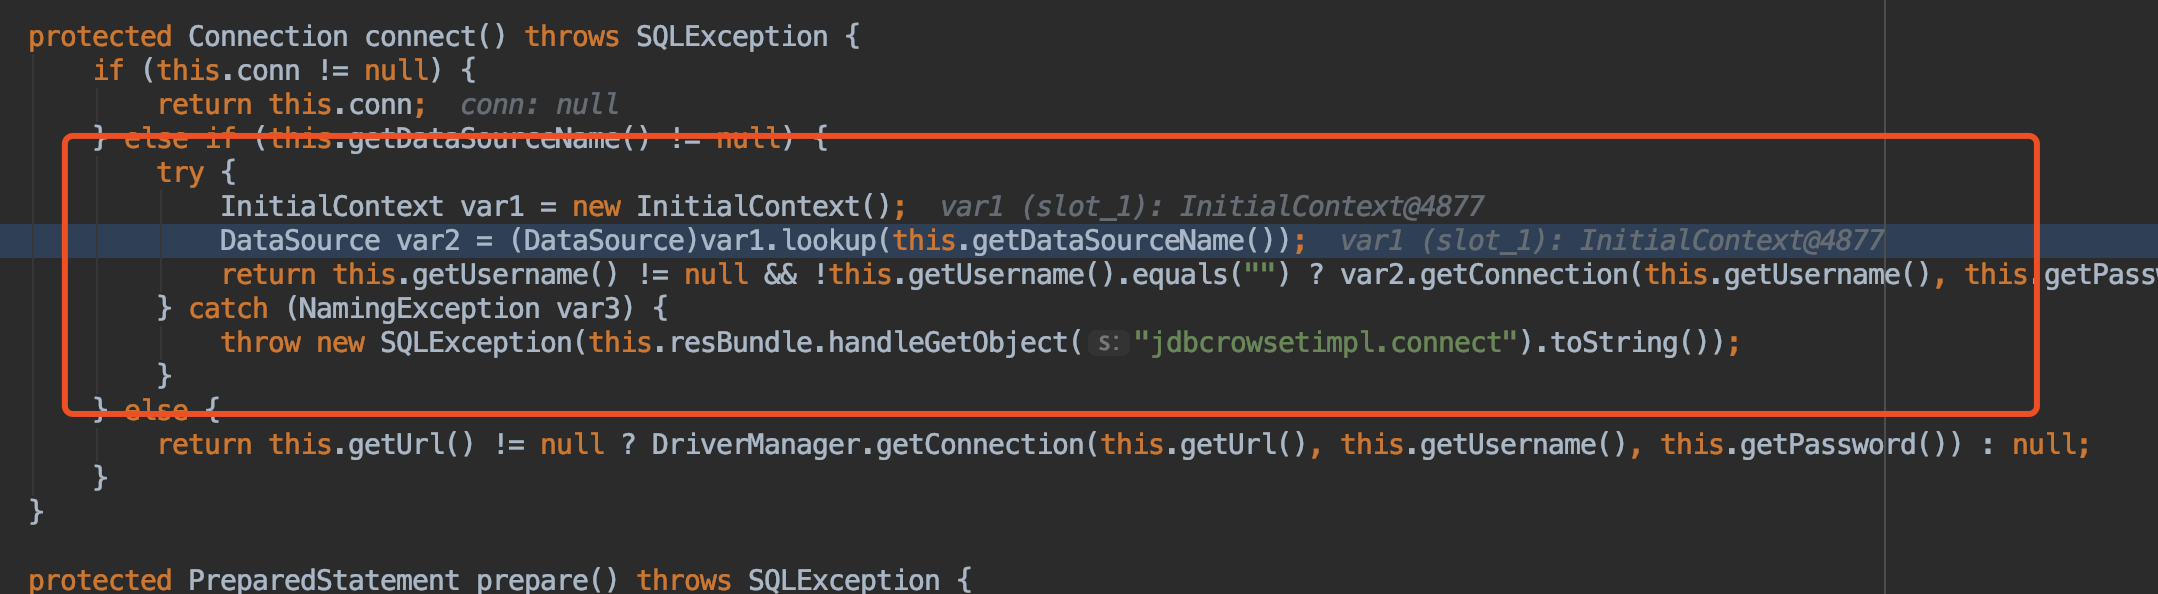 protected Connection connect() throws SQLException {
if (this.conn != null) {
return this.conn; conn: null
} else if (this.getDataSourceName() != null) {
try {
InitialContext var1 = new InitialContext(); var1 (slot_1): InitialContext@4877
DataSource var2 = (DataSource)var1.lookup(this.getDataSourceName()); var1 (slot_1): InitialContext@4877
return this.getUsername() != null && !this.getUsername().equals("") ? var2.getConnection(this.getUsername(), this.getPass
} catch (NamingException var3) {
throw new SQLException(this.resBundle.handleGetObject( s: "jdbcrowsetimpl.connect").toString());
}
} else {
return this.getUrl() != null ? DriverManager.getConnection(this.getUrl(), this.getUsername(), this.getPassword()) : null;
}
}
protected PreparedStatement prepare() throws SQLException {